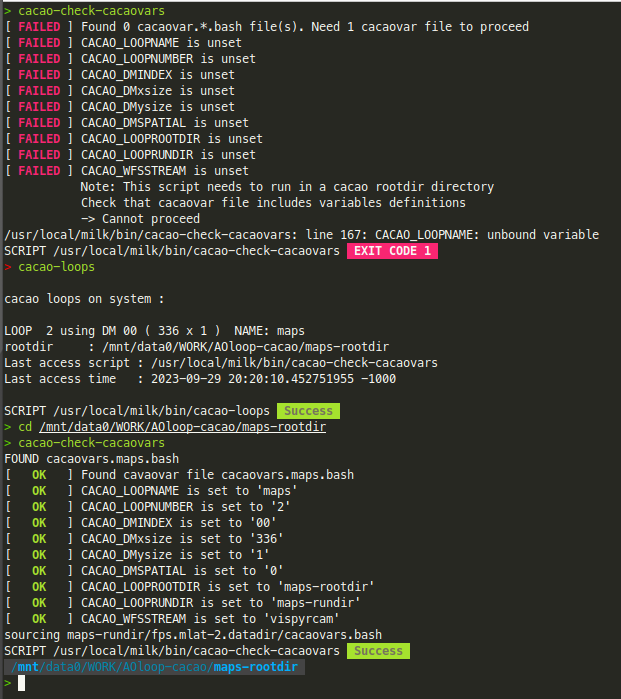 > cacao-check-cacaovars
[ FAILED ] Found 0 cacaovar.*.bash file(s). Need 1 cacaovar file to proceed
[ FAILED ] CACAO_LOOPNAME is unset
[ FAILED ] CACAO_LOOPNUMBER is unset
[ FAILED ] CACAO_DMINDEX is unset
[ FAILED ] CACAO_DMxsize is unset
[ FAILED ] CACAO_DMysize is unset
[ FAILED ] CACAO_DMSPATIAL is unset
[ FAILED ] CACAO_LOOPROOTDIR is unset
[ FAILED ] CACAO_LOOPRUNDIR is unset
[ FAILED ] CACAO_WFSSTREAM is unset
Note: This script needs to run in a cacao rootdir directory
Check that cacaovar file includes variables definitions
—> Cannot proceed
/usr/local/milk/bin/cacao-check-cacaovars: line 167: CACAO_LOOPNAME: unbound variable
SCRIPT /usr/local/milk/bin/cacao-check-cacaovars EXIT CODE 1
> cacao-loops
cacao loops on system :
LOOP  2 using DM 00 ( 336 x 1 )  NAME: maps
rootdir     : /mnt/data0/WORK/AOloop-cacao/maps-rootdir
Last access script : /usr/local/milk/bin/cacao-check-cacaovars
Last access time   : 2023-09-29 20:20:10.452751955 -1000
SCRIPT /usr/local/milk/bin/cacao-loops Success
> cd /mnt/data0/WORK/AOloop-cacao/maps-rootdir
> cacao-check-cacaovars
FOUND cacaovars.maps.bash
[   OK   ] Found cavaovar file cacaovars.maps.bash
[   OK   ] CACAO_LOOPNAME is set to 'maps'
[   OK   ] CACAO_LOOPNUMBER is set to '2'
[   OK   ] CACAO_DMINDEX is set to '00'
[   OK   ] CACAO_DMxsize is set to '336'
[   OK   ] CACAO_DMysize is set to '1'
[   OK   ] CACAO_DMSPATIAL is set to '0'
[   OK   ] CACAO_LOOPROOTDIR is set to 'maps-rootdir'
[   OK   ] CACAO_LOOPRUNDIR is set to 'maps-rundir'
[   OK   ] CACAO_WFSSTREAM is set to 'vispyrcam'
sourcing maps-rundir/fps.mlat-2.datadir/cacaovars.bash
SCRIPT /usr/local/milk/bin/cacao-check-cacaovars Success
/mnt/data0/WORK/AOloop-cacao/maps-rootdir
>